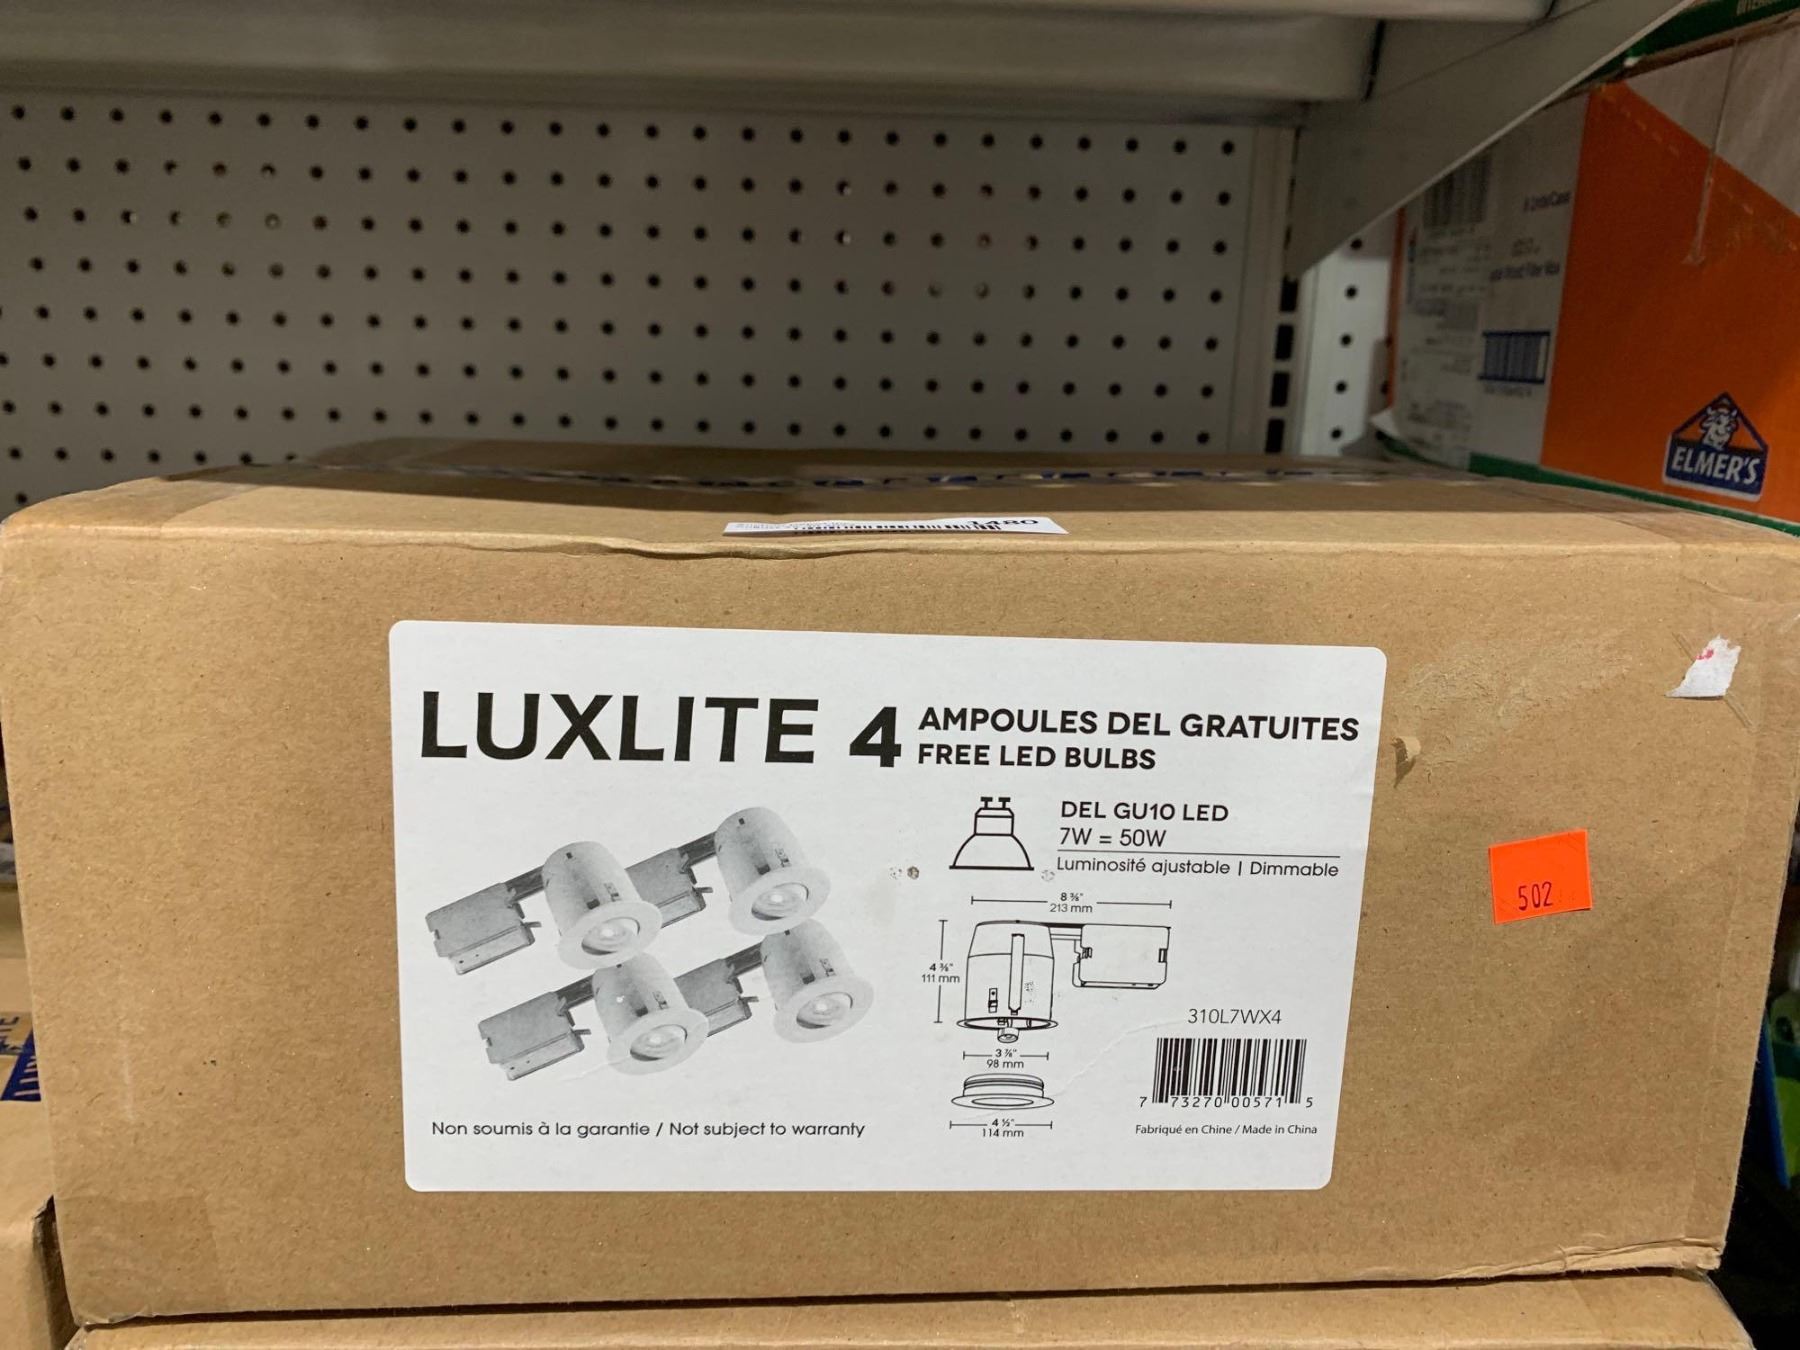 ELMER'S
1480
LUXLITE 4 AMPOULES DEL GRATUITES
FREE LED BULBS
DEL GU10 LED
7W = 50W
Luminosité ajustable | Dimmable
8 ⅜"
213 mm
4 ⅜"
111 mm
3 ⅞"
98 mm
4 ½"
114 mm
310L7WX4
7 73270 00571 5
Non soumis à la garantie / Not subject to warranty
Fabriqué en Chine / Made in China
502